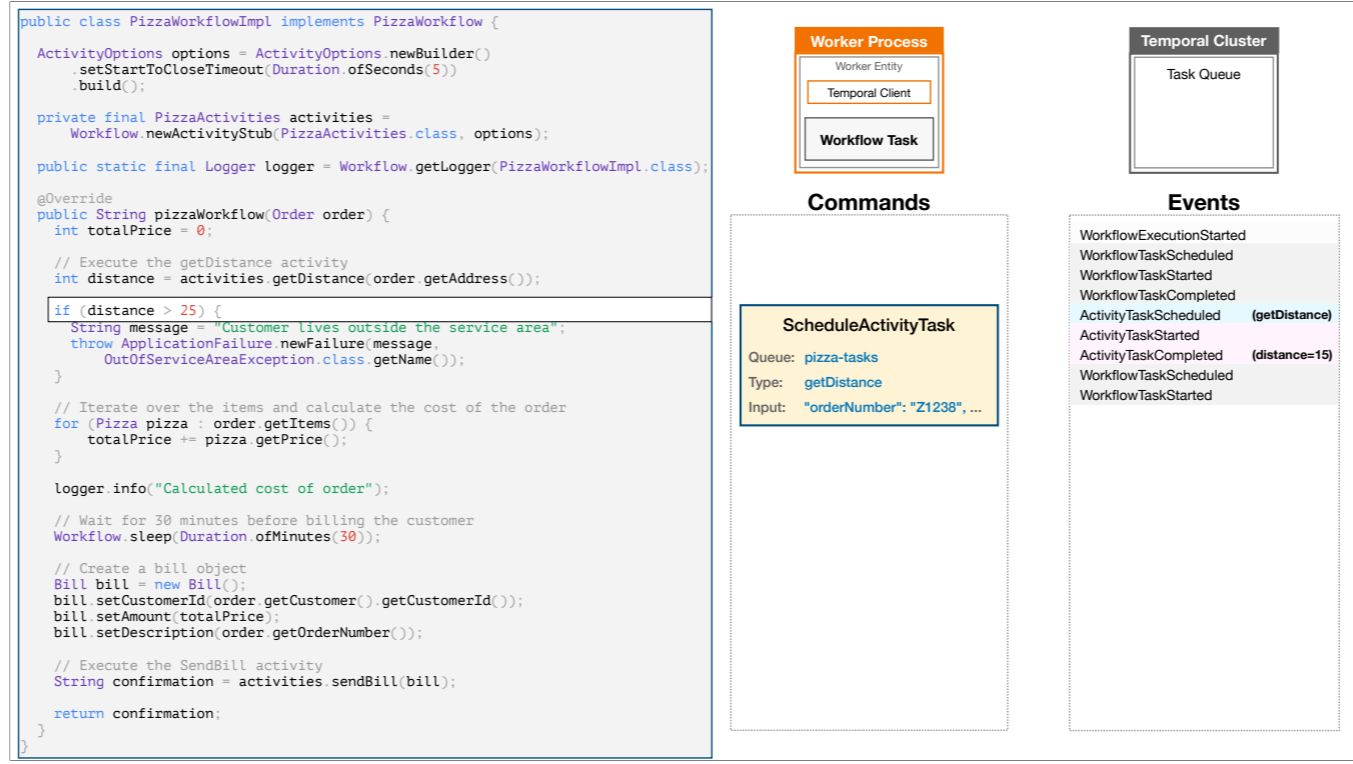 public class PizzaWorkflowImpl implements PizzaWorkflow {
ActivityOptions options = ActivityOptions.newBuilder()
.setStartToCloseTimeout(Duration.ofSeconds(5))
.build();
private final PizzaActivities activities =
Workflow.newActivityStub(PizzaActivities.class, options);
public static final Logger logger = Workflow.getLogger(PizzaWorkflowImpl.class);
@Override
public String pizzaWorkflow(Order order) {
int totalPrice = 0;
// Execute the getDistance activity
int distance = activities.getDistance(order.getAddress());
if (distance > 25) {
String message = "Customer lives outside the service area";
throw ApplicationFailure.newFailure(message,
OutOfServiceAreaException.class.getName());
}
// Iterate over the items and calculate the cost of the order
for (Pizza pizza : order.getItems()) {
totalPrice += pizza.getPrice();
}
logger.info("Calculated cost of order");
// Wait for 30 minutes before billing the customer
Workflow.sleep(Duration.ofMinutes(30));
// Create a bill object
Bill bill = new Bill();
bill.setCustomerId(order.getCustomer().getCustomerId());
bill.setAmount(totalPrice);
bill.setDescription(order.getOrderNumber());
// Execute the SendBill activity
String confirmation = activities.sendBill(bill);
return confirmation;
}
}
Worker Process
Worker Entity
Temporal Client
Workflow Task
Commands
ScheduleActivityTask
Queue: pizza-tasks
Type: getDistance
Input: "orderNumber": "Z1238", ...
Temporal Cluster
Task Queue
Events
WorkflowExecutionStarted
WorkflowTaskScheduled
WorkflowTaskStarted
WorkflowTaskCompleted
ActivityTaskScheduled (getDistance)
ActivityTaskStarted
ActivityTaskCompleted (distance=15)
WorkflowTaskScheduled
WorkflowTaskStarted